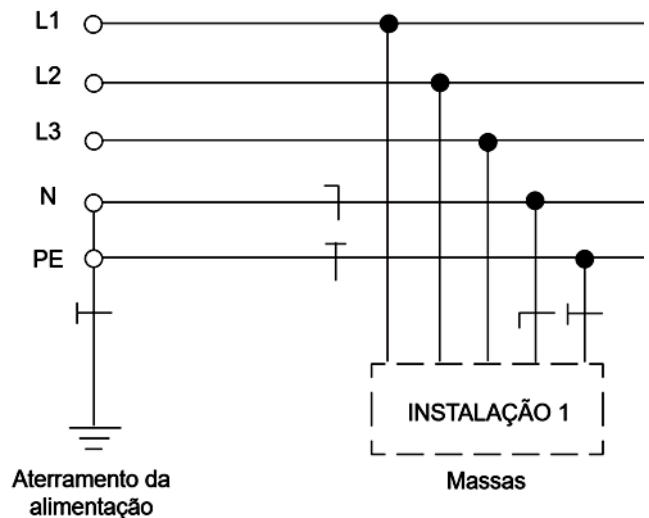 L1
L2
L3
N
PE
INSTALAÇÃO 1
Aterramento da
alimentação
Massas